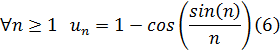 ∀n ≥ 1 uₙ = 1 − cos(sin(n)/n) (6)